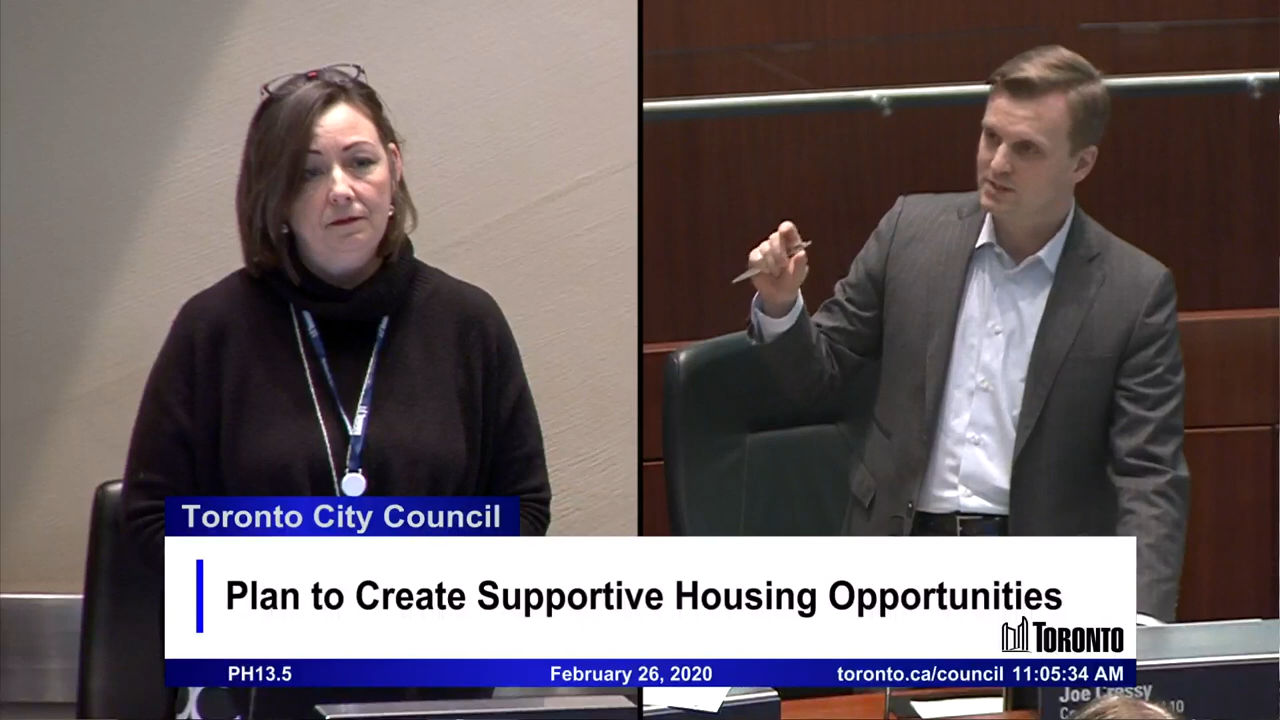 Toronto City Council
Plan to Create Supportive Housing Opportunities
TORONTO
PH13.5 February 26, 2020 toronto.ca/council 11:05:34 AM
Joe Cressy
10